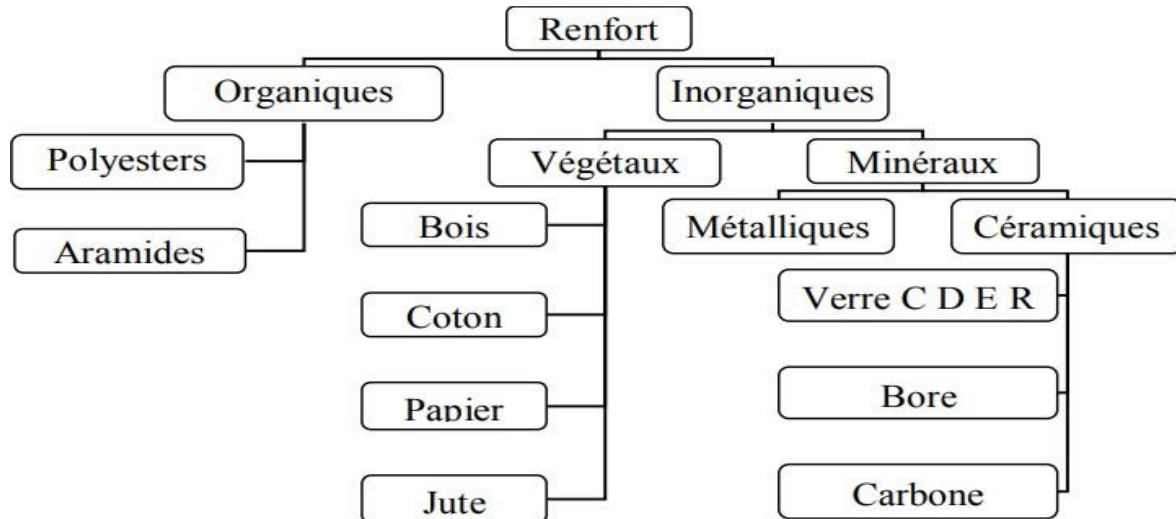 Renfort
Organiques
Inorganiques
Polyesters
Aramides
Végétaux
Minéraux
Bois
Coton
Papier
Jute
Métalliques
Céramiques
Verre C D E R
Bore
Carbone